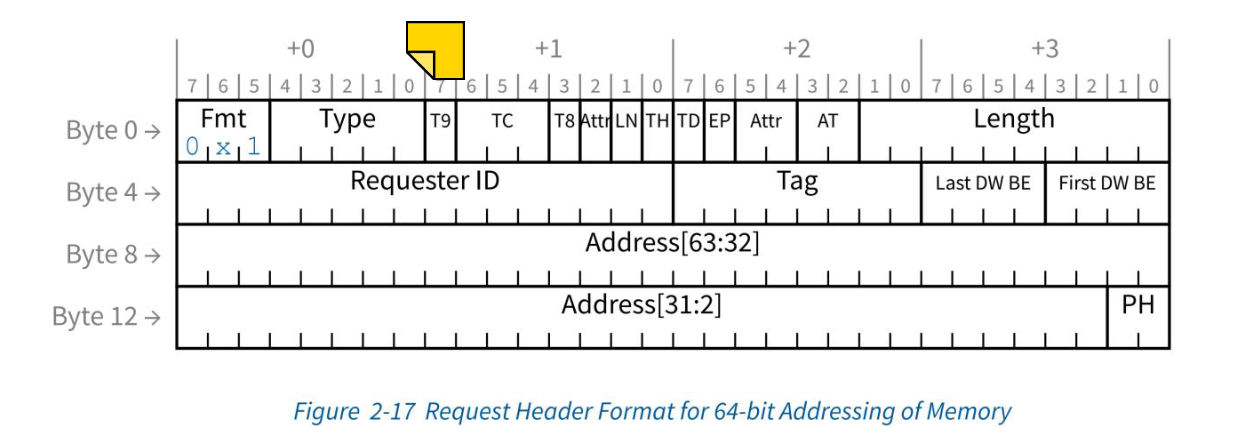 +0 +1 +2 +3
7 6 5 4 3 2 1 0 7 6 5 4 3 2 1 0 7 6 5 4 3 2 1 0 7 6 5 4 3 2 1 0
Byte 0 → Fmt Type T9 TC T8 Attr LN TH TD EP Attr AT Length
0 x 1
Byte 4 → Requester ID Tag Last DW BE First DW BE
Byte 8 → Address[63:32]
Byte 12 → Address[31:2] PH
Figure 2-17 Request Header Format for 64-bit Addressing of Memory